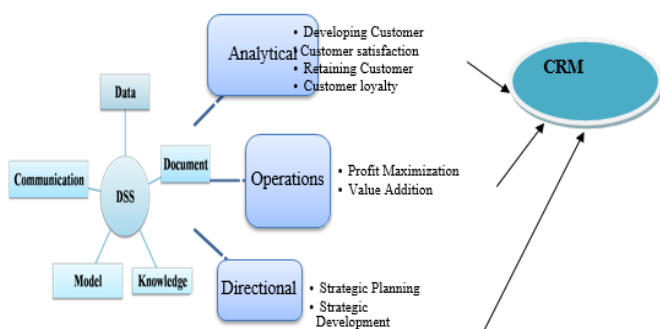 • Developing Customer
Analytical
• Customer satisfaction
• Retaining Customer
• Customer loyalty
CRM
Data
Document
Communication
DSS
Operations
• Profit Maximization
• Value Addition
Model
Knowledge
Directional
• Strategic Planning
• Strategic
Development